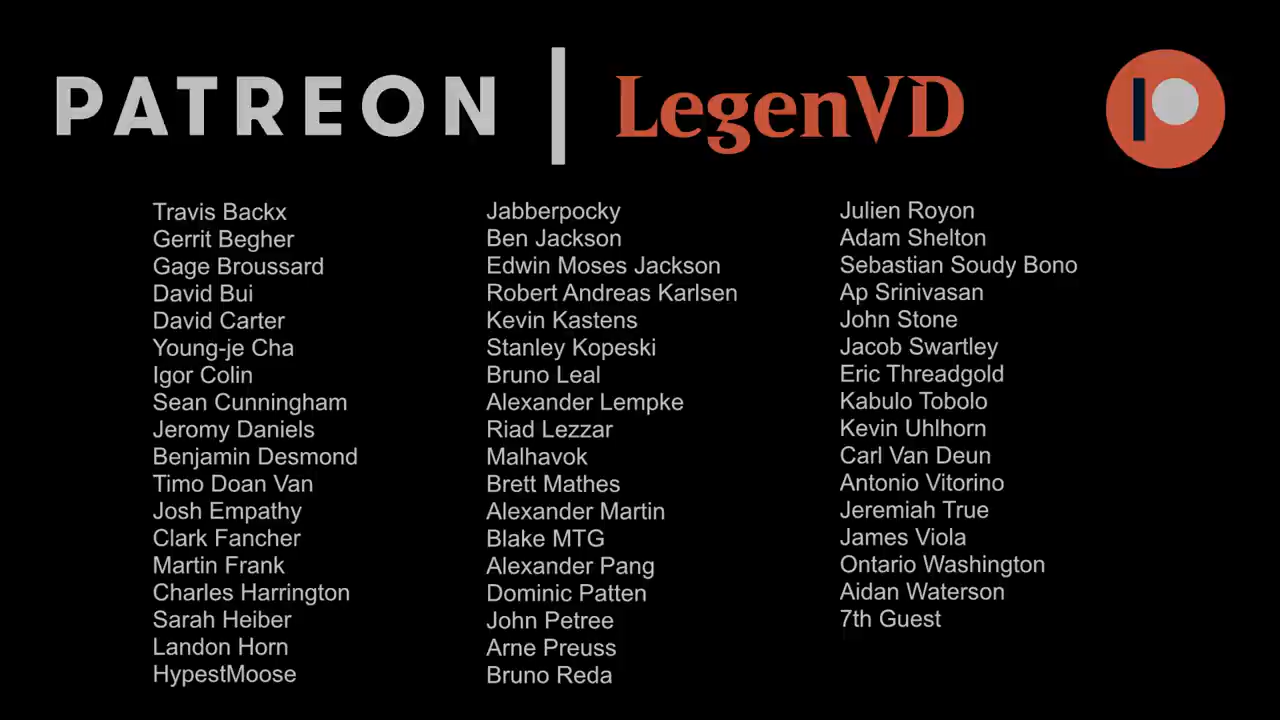 PATREON | LegenVD
Travis Backx
Gerrit Begher
Gage Broussard
David Bui
David Carter
Young-je Cha
Igor Colin
Sean Cunningham
Jeromy Daniels
Benjamin Desmond
Timo Doan Van
Josh Empathy
Clark Fancher
Martin Frank
Charles Harrington
Sarah Heiber
Landon Horn
HypestMoose
Jabberpocky
Ben Jackson
Edwin Moses Jackson
Robert Andreas Karlsen
Kevin Kastens
Stanley Kopeski
Bruno Leal
Alexander Lempke
Riad Lezzar
Malhavok
Brett Mathes
Alexander Martin
Blake MTG
Alexander Pang
Dominic Patten
John Petree
Arne Preuss
Bruno Reda
Julien Royon
Adam Shelton
Sebastian Soudy Bono
Ap Srinivasan
John Stone
Jacob Swartley
Eric Threadgold
Kabulo Tobolo
Kevin Uhlhorn
Carl Van Deun
Antonio Vitorino
Jeremiah True
James Viola
Ontario Washington
Aidan Waterson
7th Guest